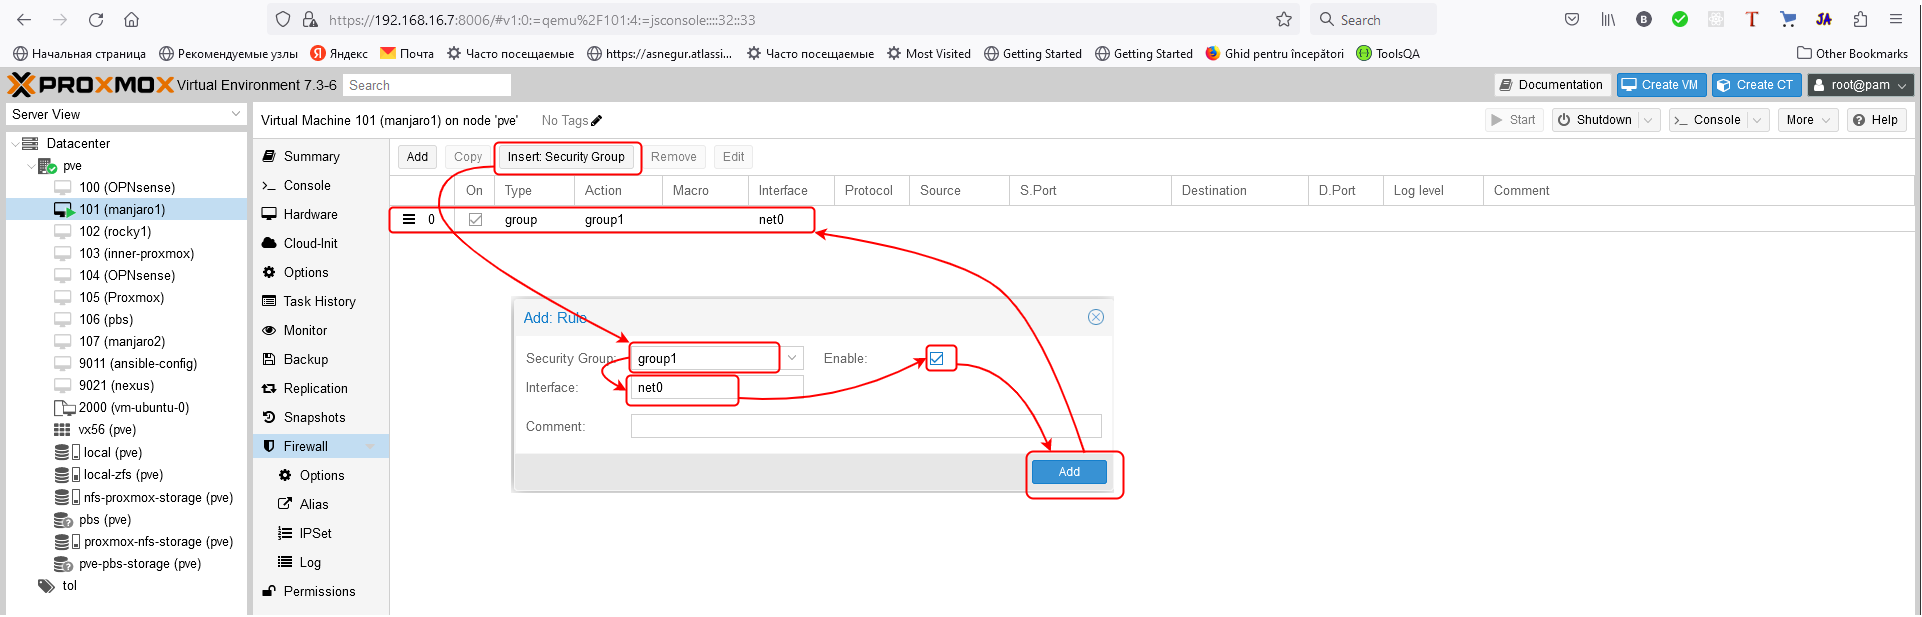 https://192.168.16.7:8006/#v1:0:=qemu%2F101:4:=jsconsole::::32::33
Search
B
T
JA
Начальная страница
Рекомендуемые узлы
Яндекс
Почта
Часто посещаемые
https://asnegur.atlassi...
Часто посещаемые
Most Visited
Getting Started
Getting Started
Ghid pentru începători
ToolsQA
Other Bookmarks
PROXMOX Virtual Environment 7.3-6
Search
Documentation
Create VM
Create CT
root@pam
Server View
Virtual Machine 101 (manjaro1) on node 'pve'
No Tags
Start
Shutdown
Console
More
Help
Datacenter
pve
100 (OPNsense)
101 (manjaro1)
102 (rocky1)
103 (inner-proxmox)
104 (OPNsense)
105 (Proxmox)
106 (pbs)
107 (manjaro2)
9011 (ansible-config)
9021 (nexus)
2000 (vm-ubuntu-0)
vx56 (pve)
local (pve)
local-zfs (pve)
nfs-proxmox-storage (pve)
pbs (pve)
proxmox-nfs-storage (pve)
pve-pbs-storage (pve)
tol
Summary
Console
Hardware
Cloud-Init
Options
Task History
Monitor
Backup
Replication
Snapshots
Firewall
Options
Alias
IPSet
Log
Permissions
Add
Copy
Insert: Security Group
Remove
Edit
On Type Action Macro Interface Protocol Source S.Port Destination D.Port Log level Comment
0 group group1 net0
Add: Rule
Security Group: group1
Enable:
Interface: net0
Comment:
Add